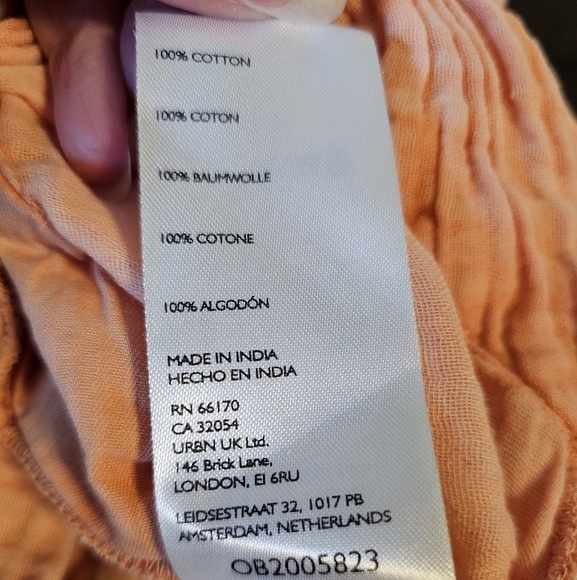 100% COTTON
100% COTON
100% BAUMWOLLE
100% COTONE
100% ALGODÓN
MADE IN INDIA
HECHO EN INDIA
RN 66170
CA 32054
URBN UK Ltd.
146 Brick Lane,
LONDON, E1 6RU
LEIDSESTRAAT 32, 1017 PB
AMSTERDAM, NETHERLANDS
OB2005823